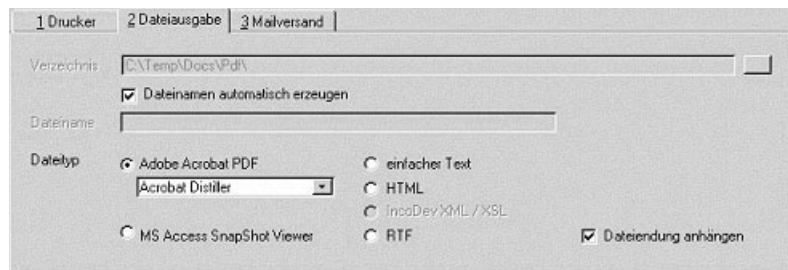 1 Drucker 2 Dateiausgabe 3 Mailversand
Verzeichnis C:\Temp\Docs\Pdf\
Dateinamen automatisch erzeugen
Dateiname
Dateityp Adobe Acrobat PDF einfacher Text
Acrobat Distiller HTML
IncoDev XML / XSL
MS Access SnapShot Viewer RTF Dateiendung anhängen